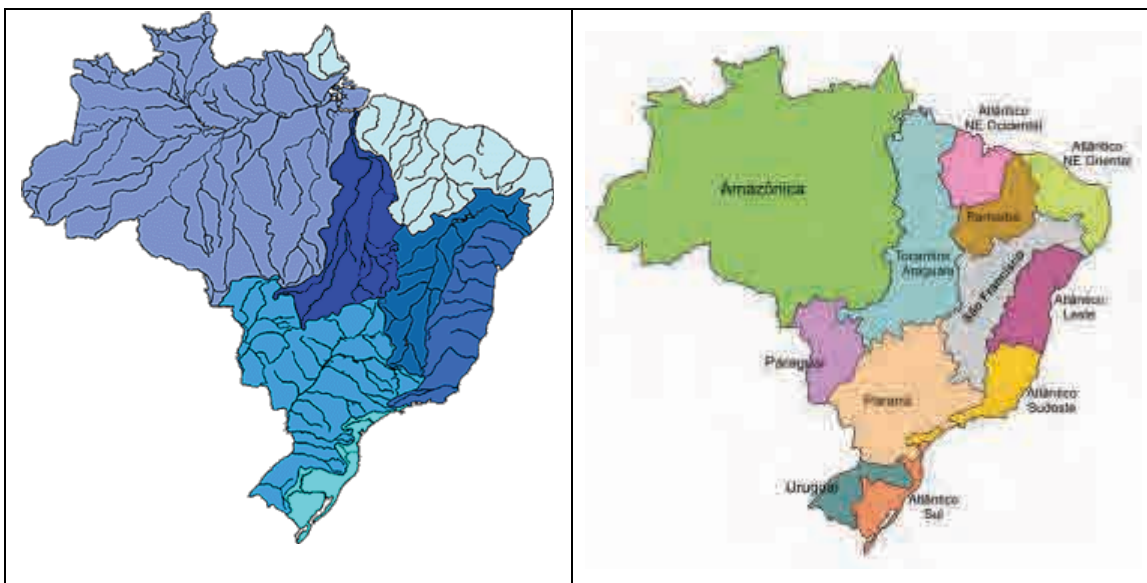 Atlântico
NE Ocidental
Atlântico
NE Oriental
Amazônica
Parnaíba
Tocantins
Araguaia
São Francisco
Atlântico
Leste
Paraguai
Paraná
Atlântico
Sudeste
Uruguai
Atlântico
Sul